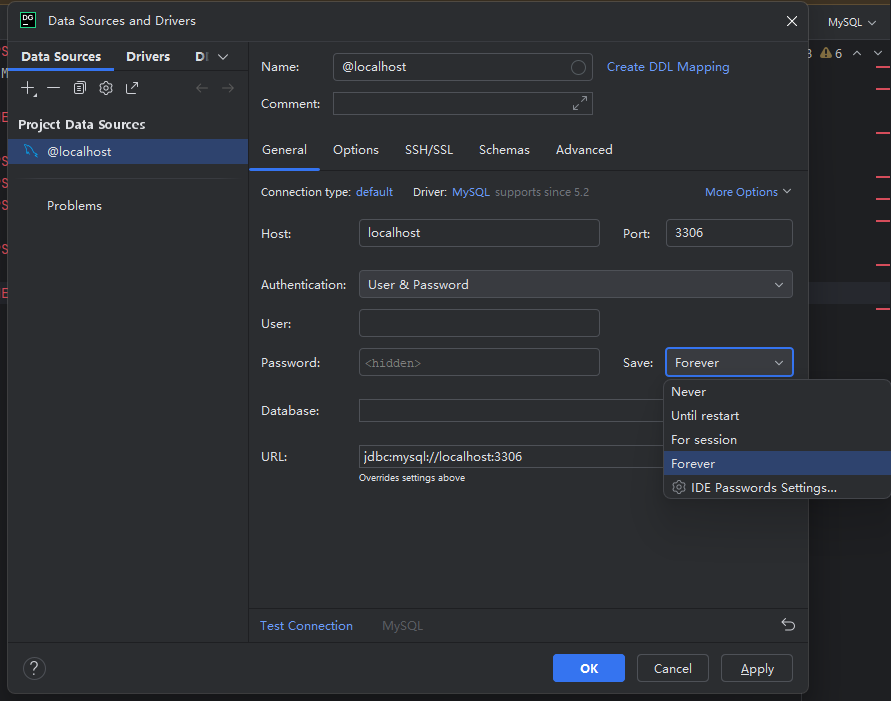 DG Data Sources and Drivers
MySQL
Data Sources Drivers
6
Name: @localhost Create DDL Mapping
Comment:
Project Data Sources
@localhost
General Options SSH/SSL Schemas Advanced
Connection type: default Driver: MySQL supports since 5.2 More Options
Problems
Host: localhost Port: 3306
Authentication: User & Password
User:
Password: <hidden> Save: Forever
Never
Database: Until restart
For session
URL: jdbc:mysql://localhost:3306
Forever
Overrides settings above
IDE Passwords Settings...
Test Connection MySQL
? OK Cancel Apply